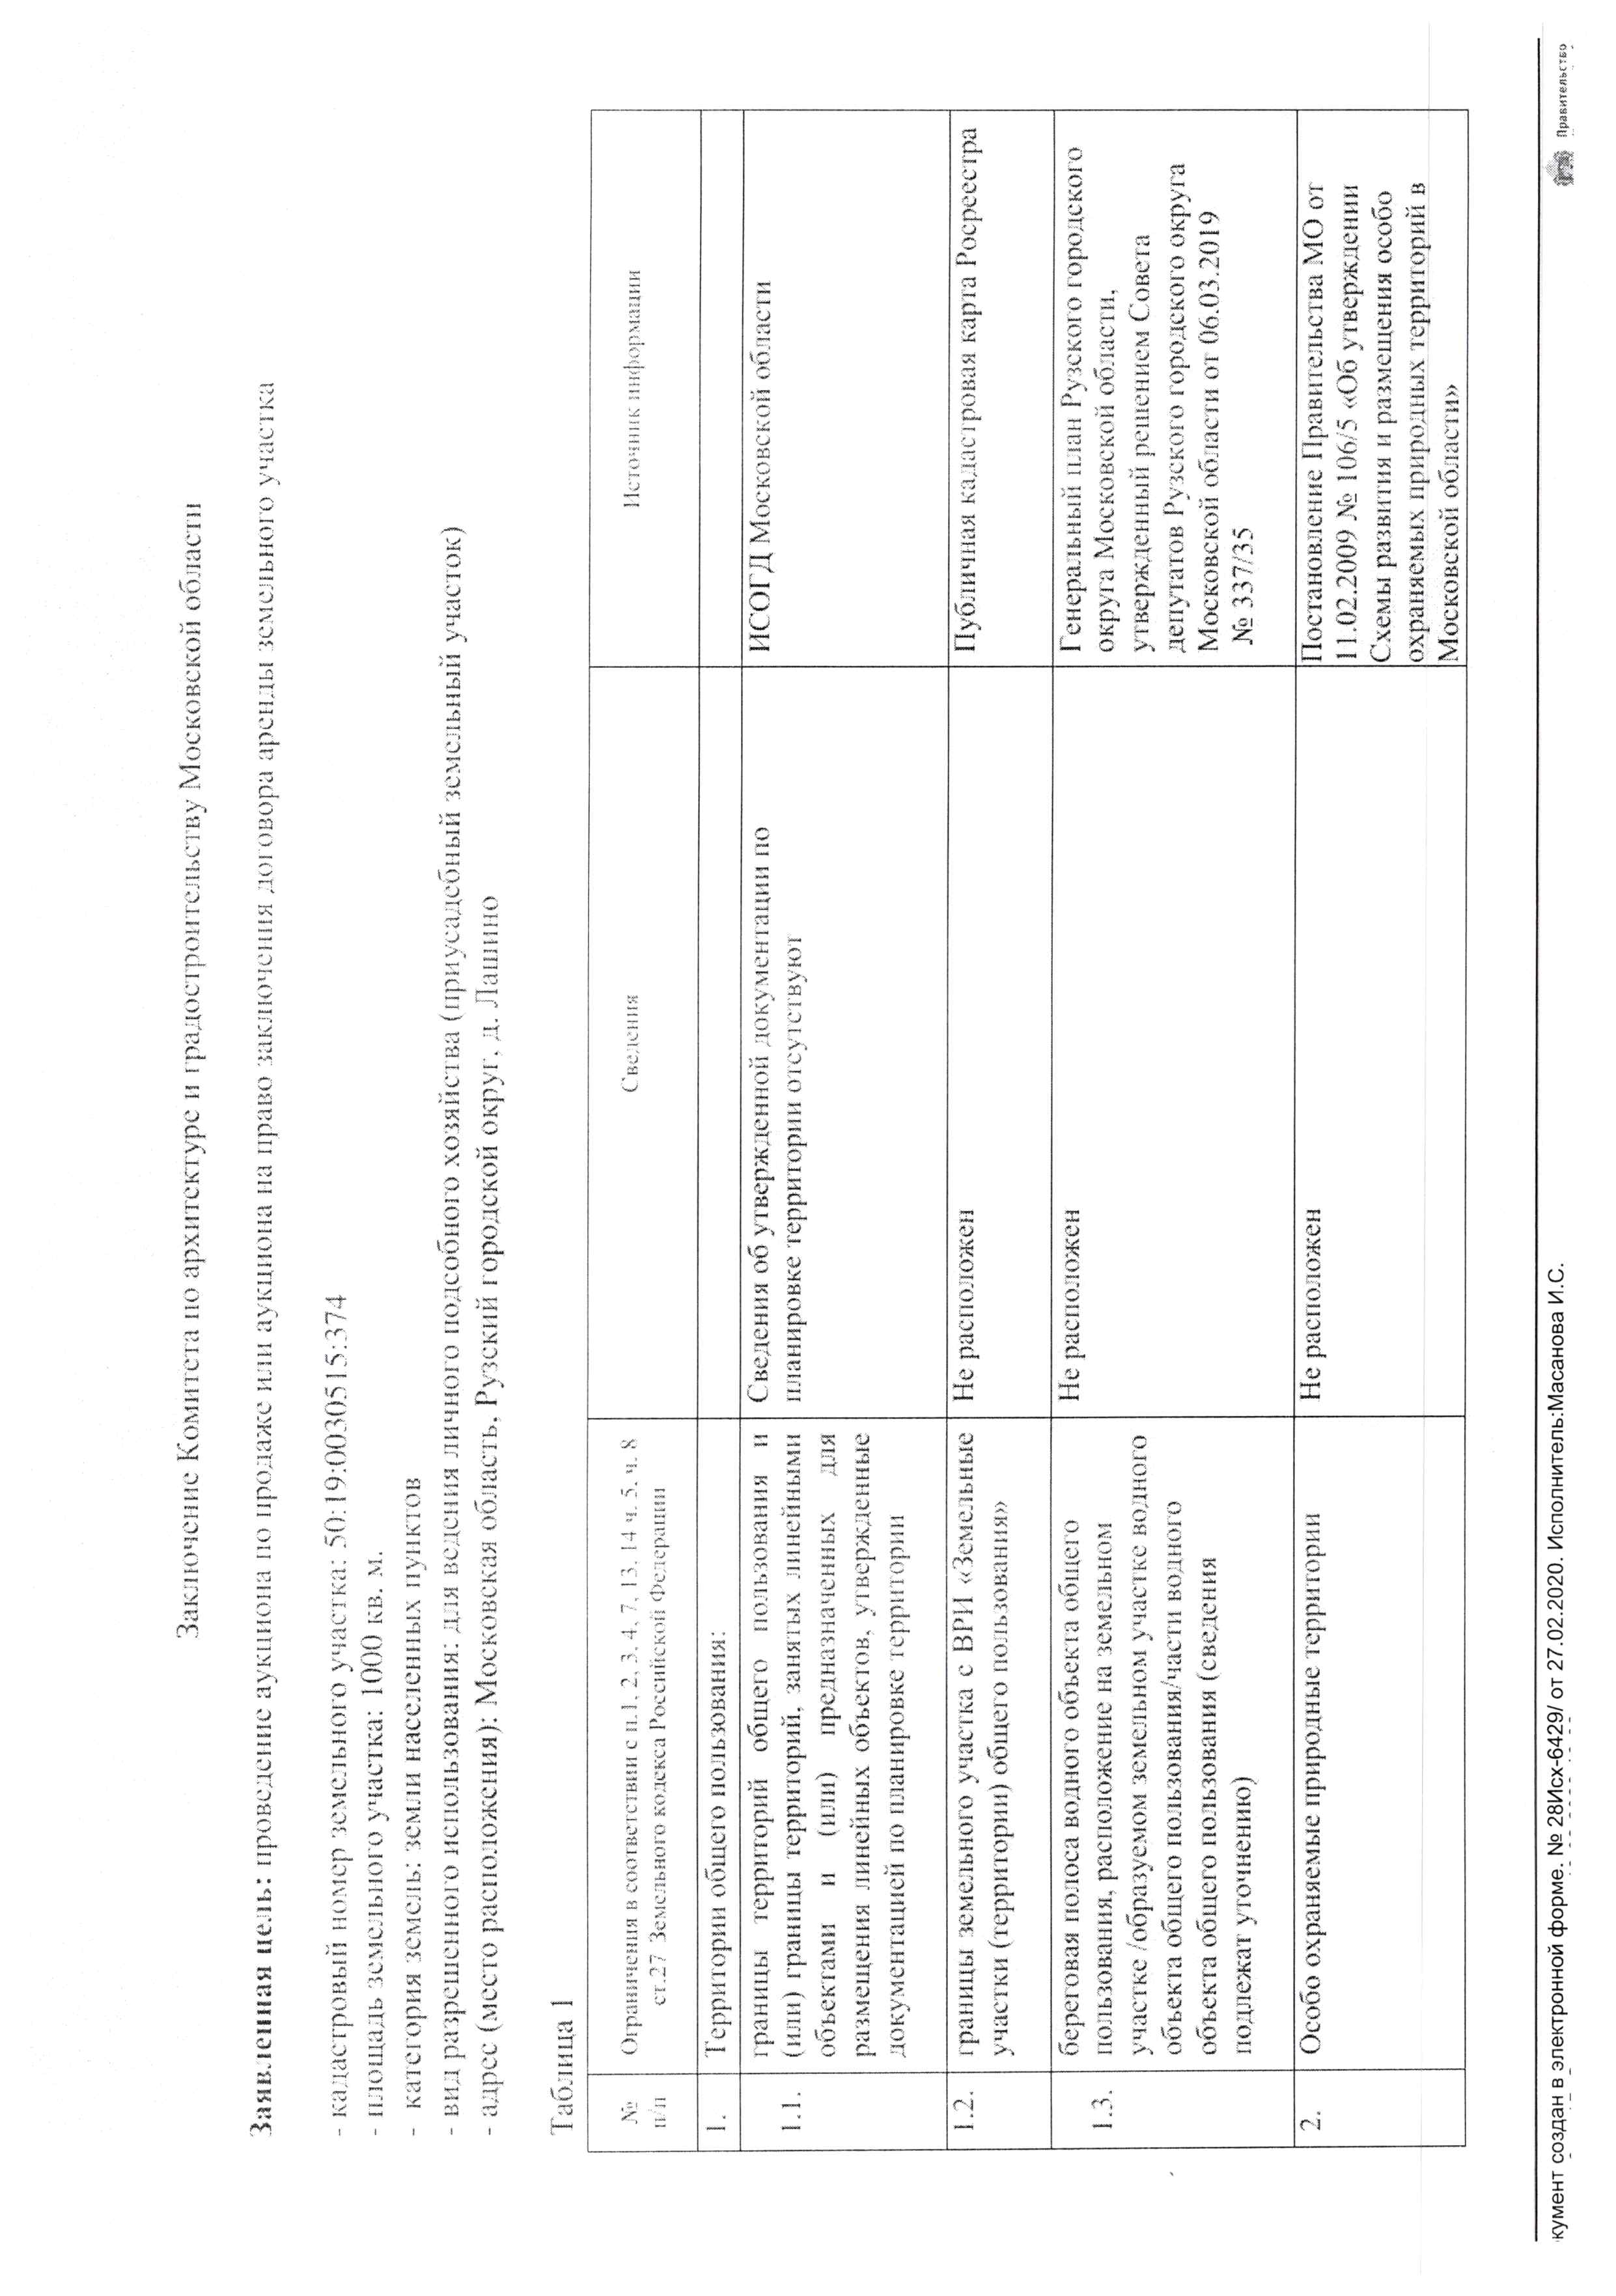 Заключение Комитета по архитектуре и градостроительству Московской области
Заявленная цель: проведение аукциона по продаже или аукциона на право заключения договора аренды земельного участка
- кадастровый номер земельного участка: 50:19:0030515:374
- площадь земельного участка: 1000 кв. м.
- категория земель: земли населенных пунктов
- вид разрешенного использования: для ведения личного подсобного хозяйства (приусадебный земельный участок)
- адрес (место расположения): Московская область, Рузский городской округ, д. Лашино
Таблица 1
№
п/п
Ограничения в соответствии с п.1, 2, 3, 4, 7, 13, 14 ч. 5, ч. 8
ст.27 Земельного кодекса Российской Федерации
Сведения
Источник информации
1.
Территории общего пользования:
1.1.
границы территорий общего пользования и
(или) границы территорий, занятых линейными
объектами и (или) предназначенных для
размещения линейных объектов, утвержденные
документацией по планировке территории
Сведения об утвержденной документации по
планировке территории отсутствуют
ИСОГД Московской области
1.2.
границы земельного участка с ВРИ «Земельные
участки (территории) общего пользования»
Не расположен
Публичная кадастровая карта Росреестра
1.3.
береговая полоса водного объекта общего
пользования, расположение на земельном
участке /образуемом земельном участке водного
объекта общего пользования/части водного
объекта общего пользования (сведения
подлежат уточнению)
Не расположен
Генеральный план Рузского городского
округа Московской области,
утвержденный решением Совета
депутатов Рузского городского округа
Московской области от 06.03.2019
№ 337/35
2.
Особо охраняемые природные территории
Не расположен
Постановление Правительства МО от
11.02.2009 № 106/5 «Об утверждении
Схемы развития и размещения особо
охраняемых природных территорий в
Московской области»
кумент создан в электронной форме. № 28Исх-6429/ от 27.02.2020. Исполнитель:Масанова И.С.
Правительство